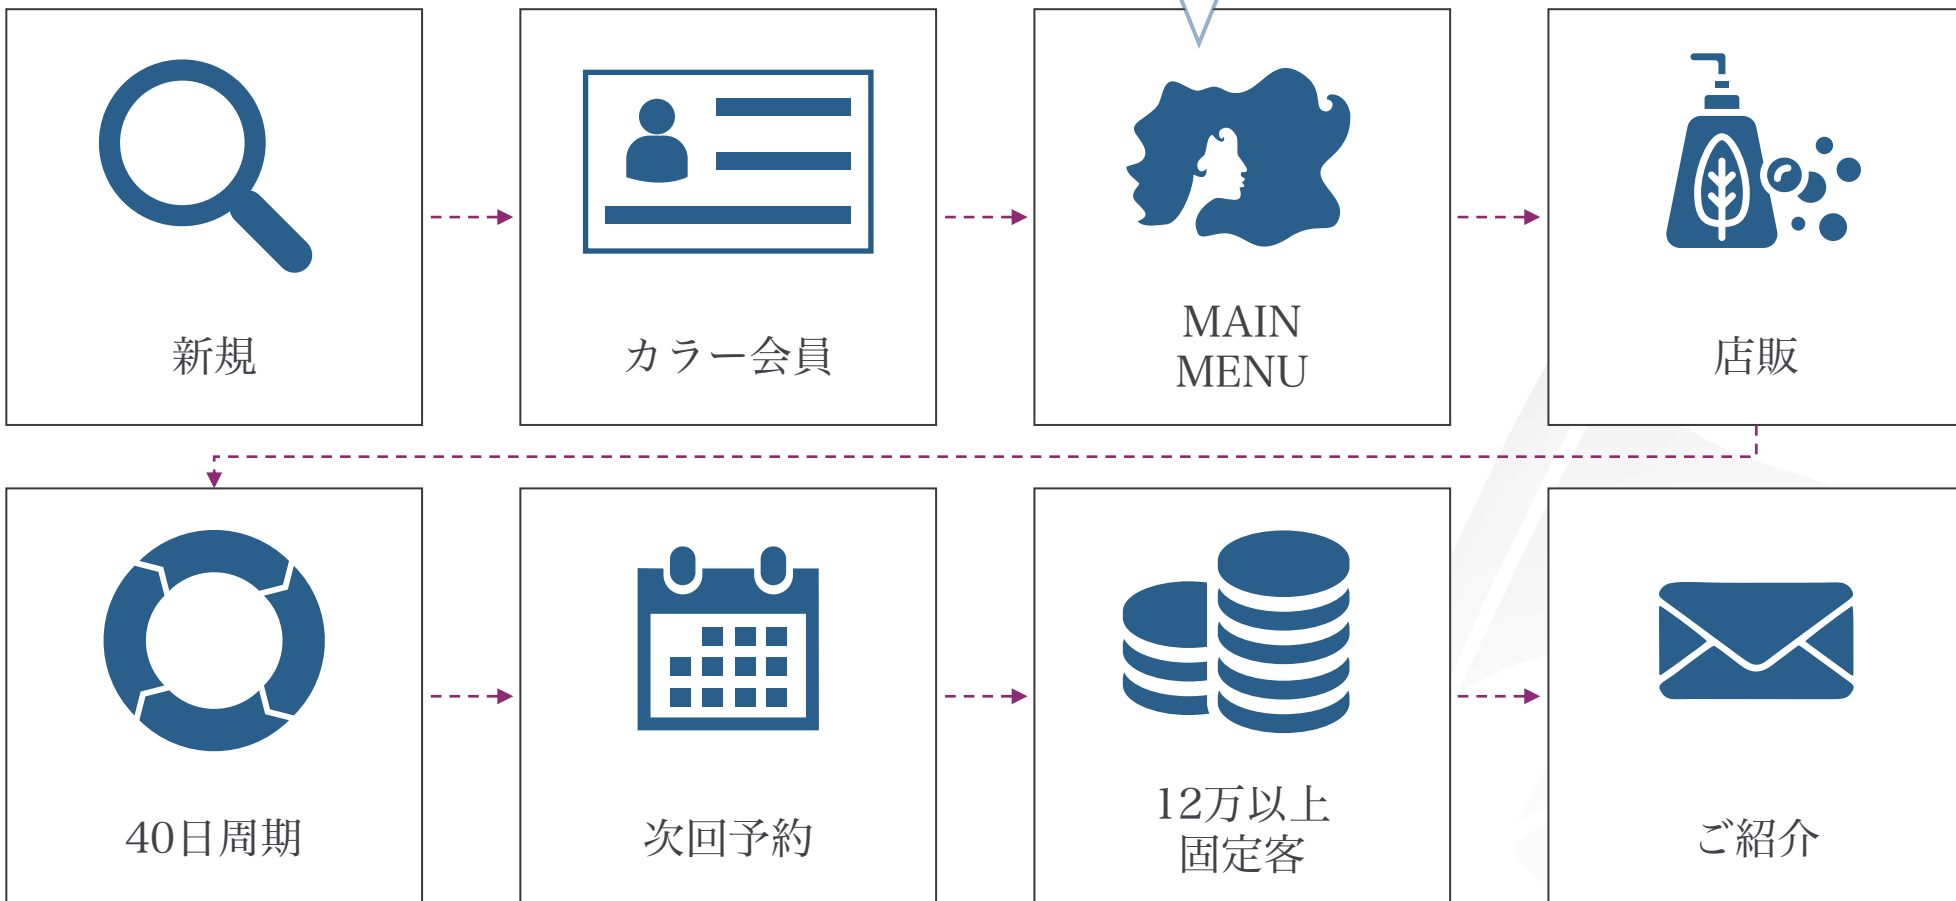 新規
カラー会員
MAIN
MENU
店販
40日周期
次回予約
12万以上
固定客
ご紹介